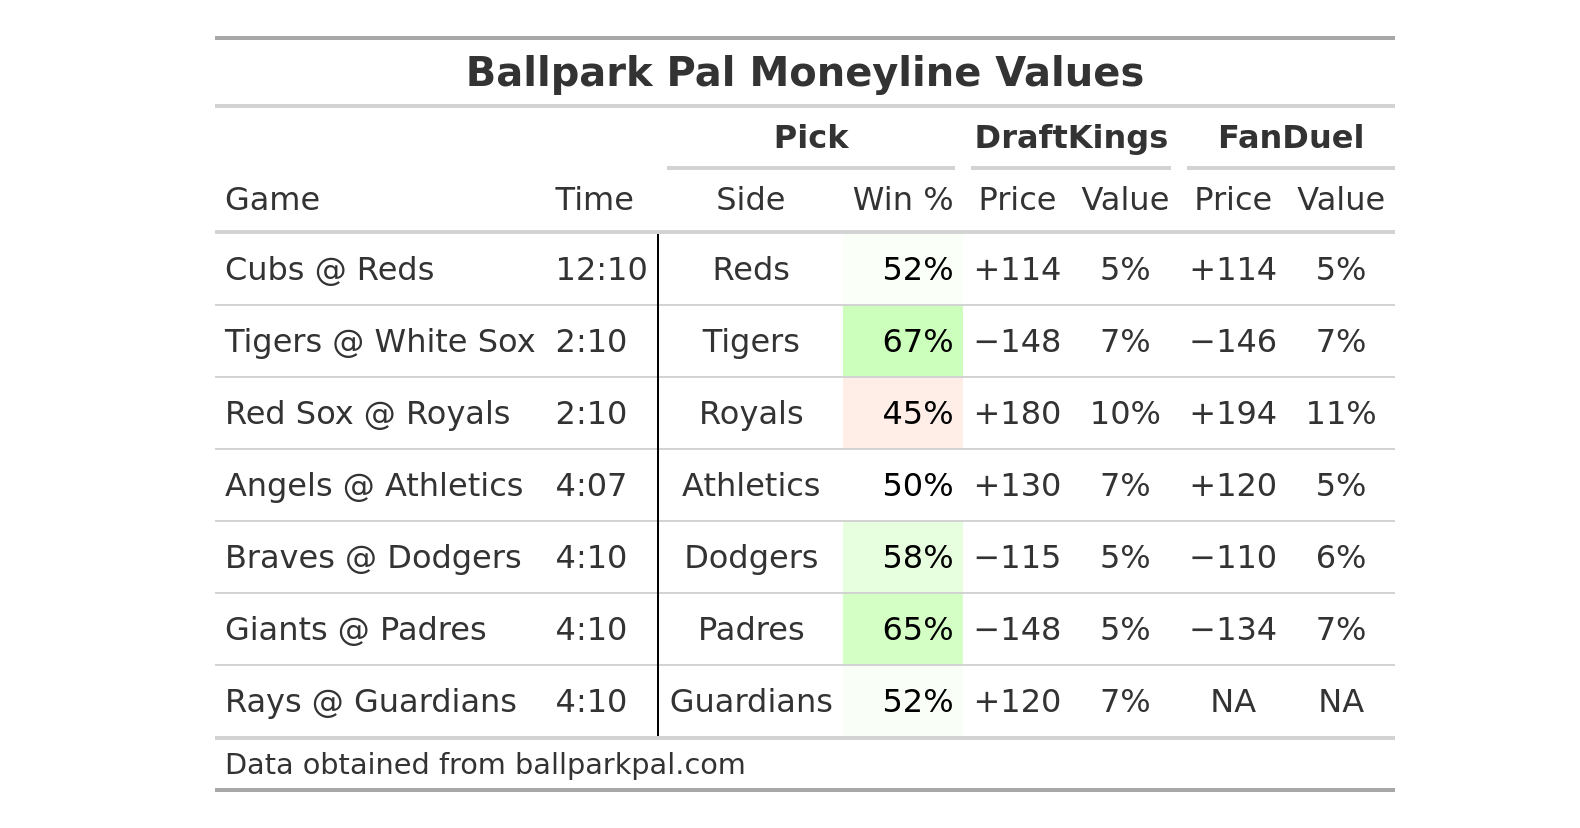 Ballpark Pal Moneyline Values
Pick DraftKings FanDuel
Game Time Side Win % Price Value Price Value
Cubs @ Reds 12:10 Reds 52% +114 5% +114 5%
Tigers @ White Sox 2:10 Tigers 67% −148 7% −146 7%
Red Sox @ Royals 2:10 Royals 45% +180 10% +194 11%
Angels @ Athletics 4:07 Athletics 50% +130 7% +120 5%
Braves @ Dodgers 4:10 Dodgers 58% −115 5% −110 6%
Giants @ Padres 4:10 Padres 65% −148 5% −134 7%
Rays @ Guardians 4:10 Guardians 52% +120 7% NA NA
Data obtained from ballparkpal.com